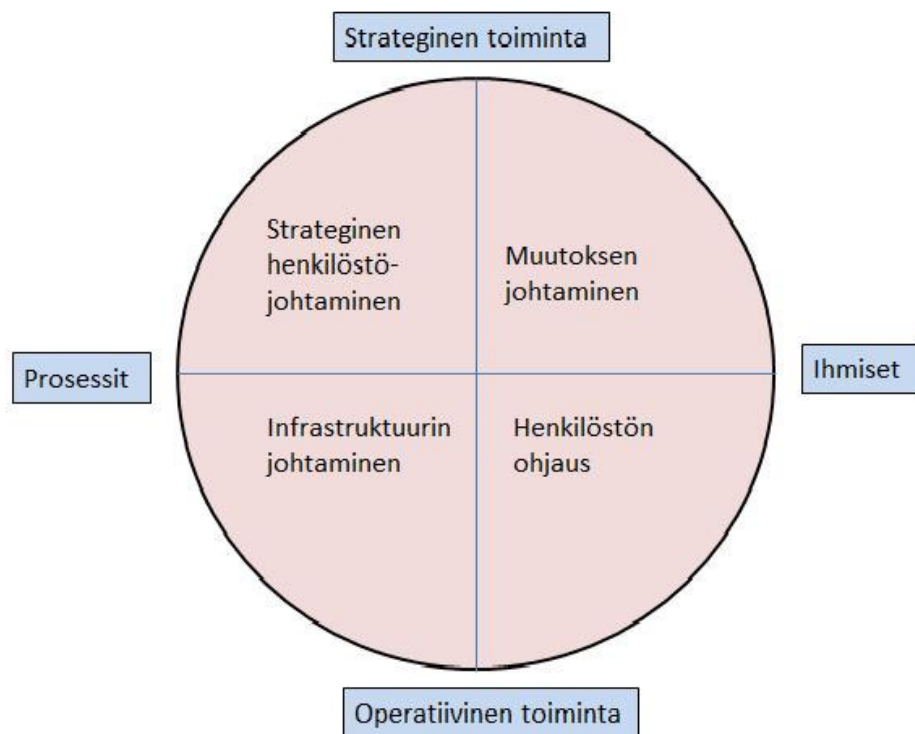 Strateginen toiminta
Strateginen
henkilöstö-
johtaminen
Muutoksen
johtaminen
Prosessit
Ihmiset
Infrastruktuurin
johtaminen
Henkilöstön
ohjaus
Operatiivinen toiminta